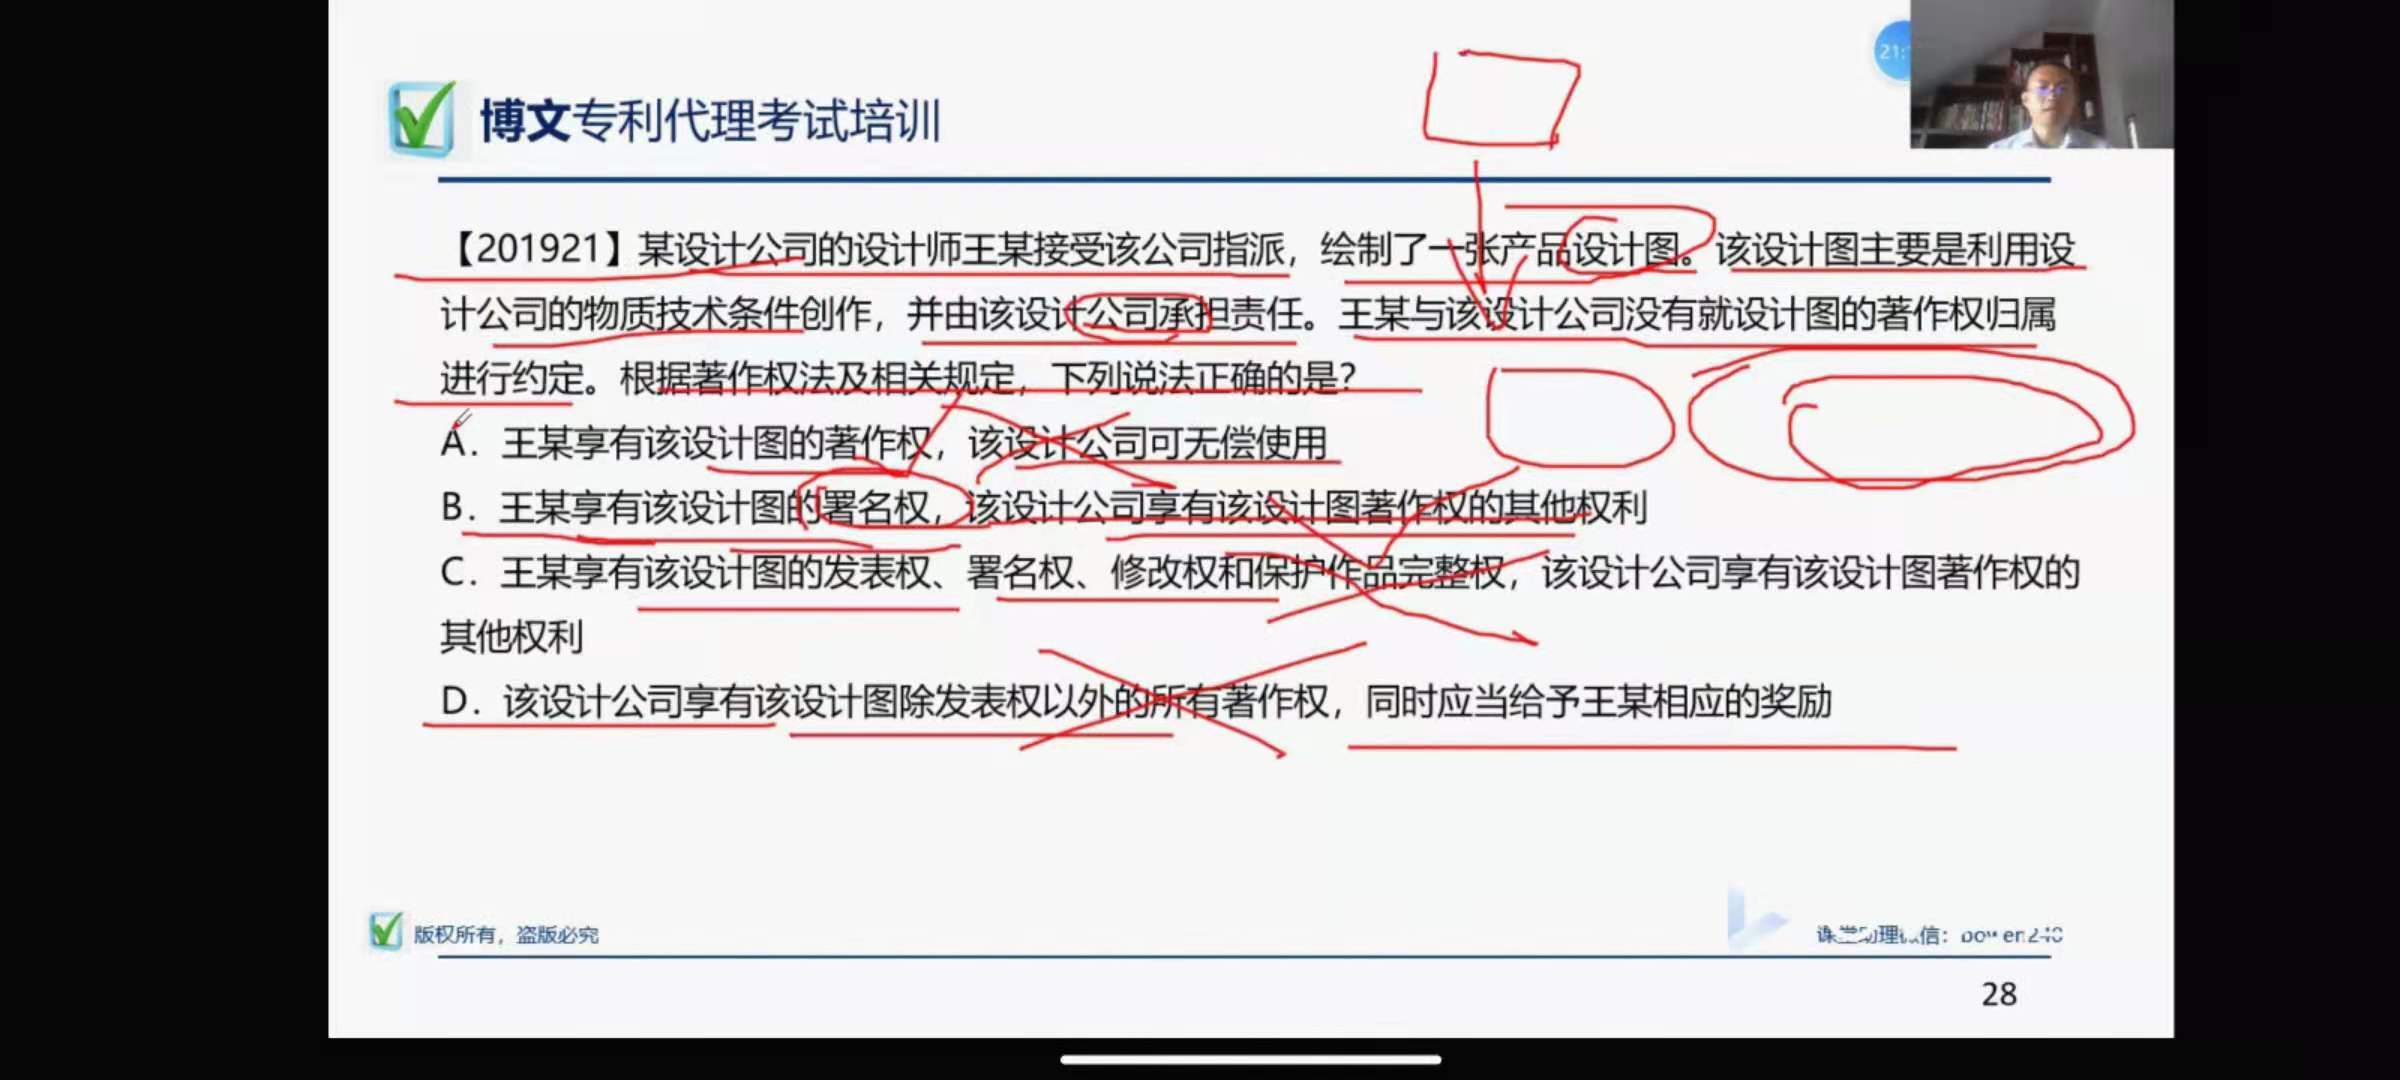 21:
博文专利代理考试培训
【201921】某设计公司的设计师王某接受该公司指派，绘制了一张产品设计图。该设计图主要是利用设
计公司的物质技术条件创作，并由该设计公司承担责任。王某与该设计公司没有就设计图的著作权归属
进行约定。根据著作权法及相关规定，下列说法正确的是？
A．王某享有该设计图的著作权，该设计公司可无偿使用
B．王某享有该设计图的署名权，该设计公司享有该设计图著作权的其他权利
C．王某享有该设计图的发表权、署名权、修改权和保护作品完整权，该设计公司享有该设计图著作权的
其他权利
D．该设计公司享有该设计图除发表权以外的所有著作权，同时应当给予王某相应的奖励
版权所有，盗版必究
28